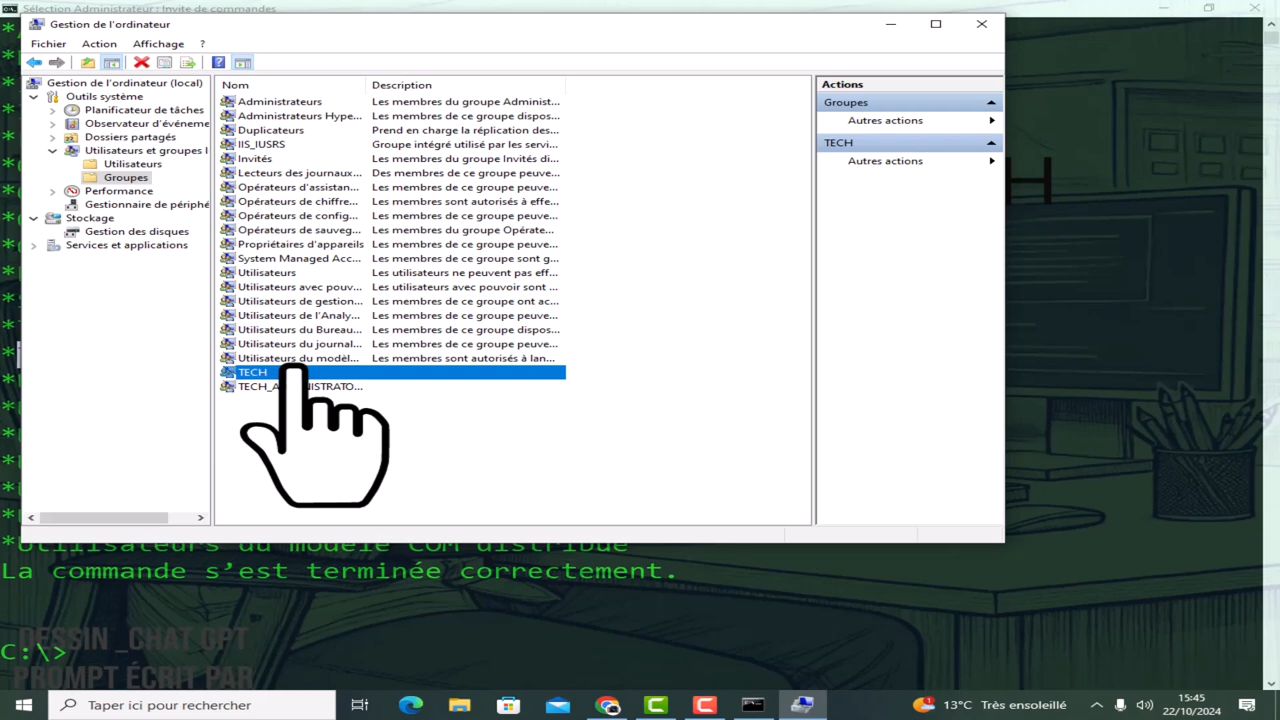 Sélection Administrateur : Invite de commandes
Gestion de l'ordinateur
Fichier Action Affichage ?
Gestion de l'ordinateur (local)
Outils système
Planificateur de tâches
Observateur d'événeme
Dossiers partagés
Utilisateurs et groupes l
Utilisateurs
Groupes
Performance
Gestionnaire de périphé
Stockage
Gestion des disques
Services et applications
Nom Description
Administrateurs Les membres du groupe Administ...
Administrateurs Hype... Les membres de ce groupe dispos...
Duplicateurs Prend en charge la réplication des...
IIS_IUSRS Groupe intégré utilisé par les servi...
Invités Les membres du groupe Invités di...
Lecteurs des journaux... Des membres de ce groupe peuve...
Opérateurs d'assistan... Les membres de ce groupe peuve...
Opérateurs de chiffre... Les membres sont autorisés à effe...
Opérateurs de config... Les membres de ce groupe peuve...
Opérateurs de sauveg... Les membres du groupe Opérate...
Propriétaires d'appareils Les membres de ce groupe peuve...
System Managed Acc... Les membres de ce groupe sont g...
Utilisateurs Les utilisateurs ne peuvent pas eff...
Utilisateurs avec pouv... Les utilisateurs avec pouvoir sont ...
Utilisateurs de gestion... Les membres de ce groupe ont ac...
Utilisateurs de l'Analy... Les membres de ce groupe peuve...
Utilisateurs du Bureau... Les membres de ce groupe dispos...
Utilisateurs du journal... Les membres de ce groupe peuve...
Utilisateurs du modèl... Les membres sont autorisés à lan...
TECH
Actions
Groupes
Autres actions
TECH
Autres actions
*Utilisateurs du modèle COM distribué
La commande s'est terminée correctement.
C:\>
DESSIN _CHAT GPT
PROMPT ÉCRIT PAR
Taper ici pour rechercher
13°C Très ensoleillé
15:45
22/10/2024